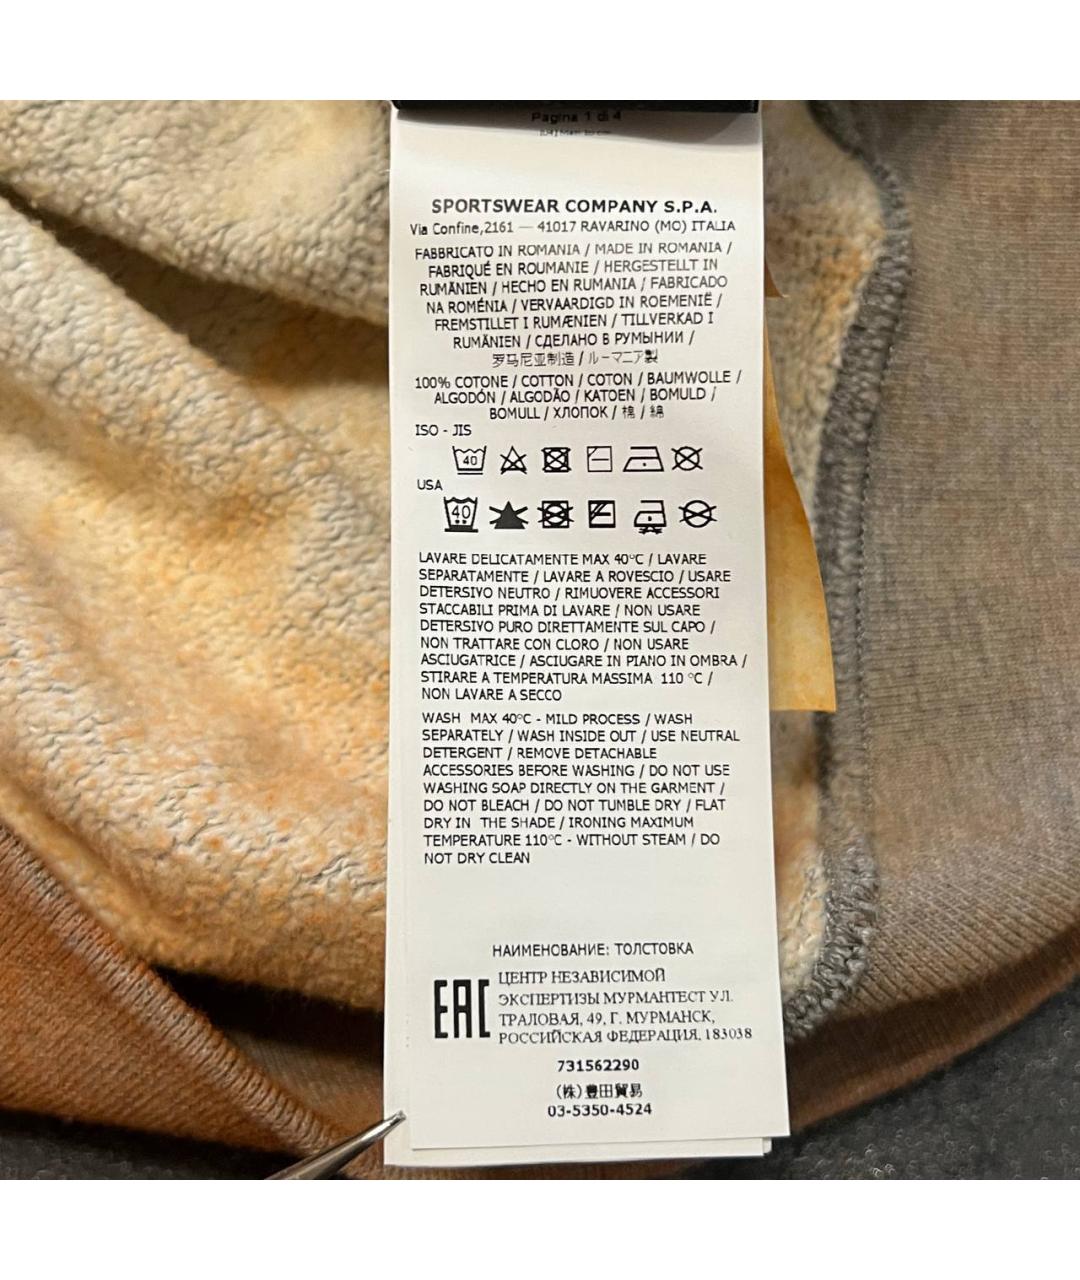 Pagina 1 di 4
SPORTSWEAR COMPANY S.P.A.
Via Confine,2161 — 41017 RAVARINO (MO) ITALIA
FABBRICATO IN ROMANIA / MADE IN ROMANIA /
FABRIQUÉ EN ROUMANIE / HERGESTELLT IN
RUMÄNIEN / HECHO EN RUMANIA / FABRICADO
NA ROMÉNIA / VERVAARDIGD IN ROEMENIË /
FREMSTILLET I RUMÆNIEN / TILLVERKAD I
RUMÄNIEN / СДЕЛАНО В РУМЫНИИ /
罗马尼亚制造 / ルーマニア製
100% COTONE / COTTON / COTON / BAUMWOLLE /
ALGODÓN / ALGODÃO / KATOEN / BOMULD /
BOMULL / ХЛОПОК / 棉 / 綿
ISO - JIS
40
USA
40
LAVARE DELICATAMENTE MAX 40°C / LAVARE
SEPARATAMENTE / LAVARE A ROVESCIO / USARE
DETERSIVO NEUTRO / RIMUOVERE ACCESSORI
STACCABILI PRIMA DI LAVARE / NON USARE
DETERSIVO PURO DIRETTAMENTE SUL CAPO /
NON TRATTARE CON CLORO / NON USARE
ASCIUGATRICE / ASCIUGARE IN PIANO IN OMBRA /
STIRARE A TEMPERATURA MASSIMA 110 °C /
NON LAVARE A SECCO
WASH MAX 40°C - MILD PROCESS / WASH
SEPARATELY / WASH INSIDE OUT / USE NEUTRAL
DETERGENT / REMOVE DETACHABLE
ACCESSORIES BEFORE WASHING / DO NOT USE
WASHING SOAP DIRECTLY ON THE GARMENT /
DO NOT BLEACH / DO NOT TUMBLE DRY / FLAT
DRY IN THE SHADE / IRONING MAXIMUM
TEMPERATURE 110°C - WITHOUT STEAM / DO
NOT DRY CLEAN
НАИМЕНОВАНИЕ: ТОЛСТОВКА
EAC
ЦЕНТР НЕЗАВИСИМОЙ
ЭКСПЕРТИЗЫ МУРМАНТЕСТ УЛ.
ТРАЛОВАЯ, 49, Г. МУРМАНСК,
РОССИЙСКАЯ ФЕДЕРАЦИЯ, 183038
731562290
(株)豊田貿易
03-5350-4524